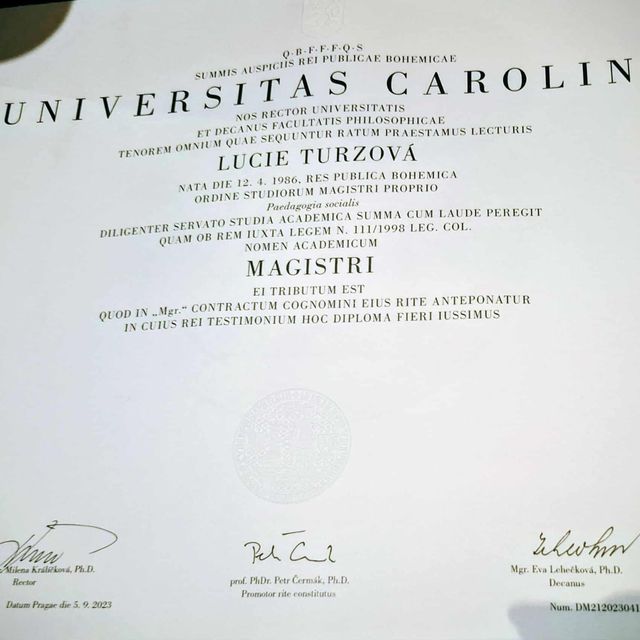 Q·B·F·F·F·Q·S
SUMMIS AUSPICIIS REI PUBLICAE BOHEMICAE
UNIVERSITAS CAROLIN
NOS RECTOR UNIVERSITATIS
ET DECANUS FACULTATIS PHILOSOPHICAE
TENOREM OMNIUM QUAE SEQUUNTUR RATUM PRAESTAMUS LECTURIS
LUCIE TURZOVÁ
NATA DIE 12. 4. 1986, RES PUBLICA BOHEMICA
ORDINE STUDIORUM MAGISTRI PROPRIO
Paedagogia socialis
DILIGENTER SERVATO STUDIA ACADEMICA SUMMA CUM LAUDE PEREGIT
QUAM OB REM IUXTA LEGEM N. 111/1998 LEG. COL.
NOMEN ACADEMICUM
MAGISTRI
EI TRIBUTUM EST
QUOD IN „Mgr.“ CONTRACTUM COGNOMINI EIUS RITE ANTEPONATUR
IN CUIUS REI TESTIMONIUM HOC DIPLOMA FIERI IUSSIMUS
Milena Králíčková, Ph.D.
Rector
prof. PhDr. Petr Čermák, Ph.D.
Promotor rite constitutus
Mgr. Eva Lehečková, Ph.D.
Decanus
Datum Pragae die 5. 9. 2023
Num. DM212023041